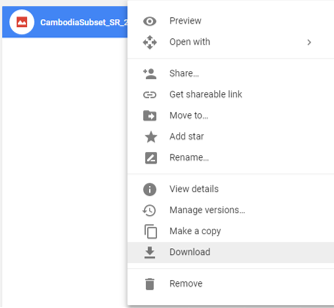 CambodiaSubset_SR_2
Preview
Open with
Share...
Get shareable link
Move to...
Add star
Rename...
View details
Manage versions...
Make a copy
Download
Remove